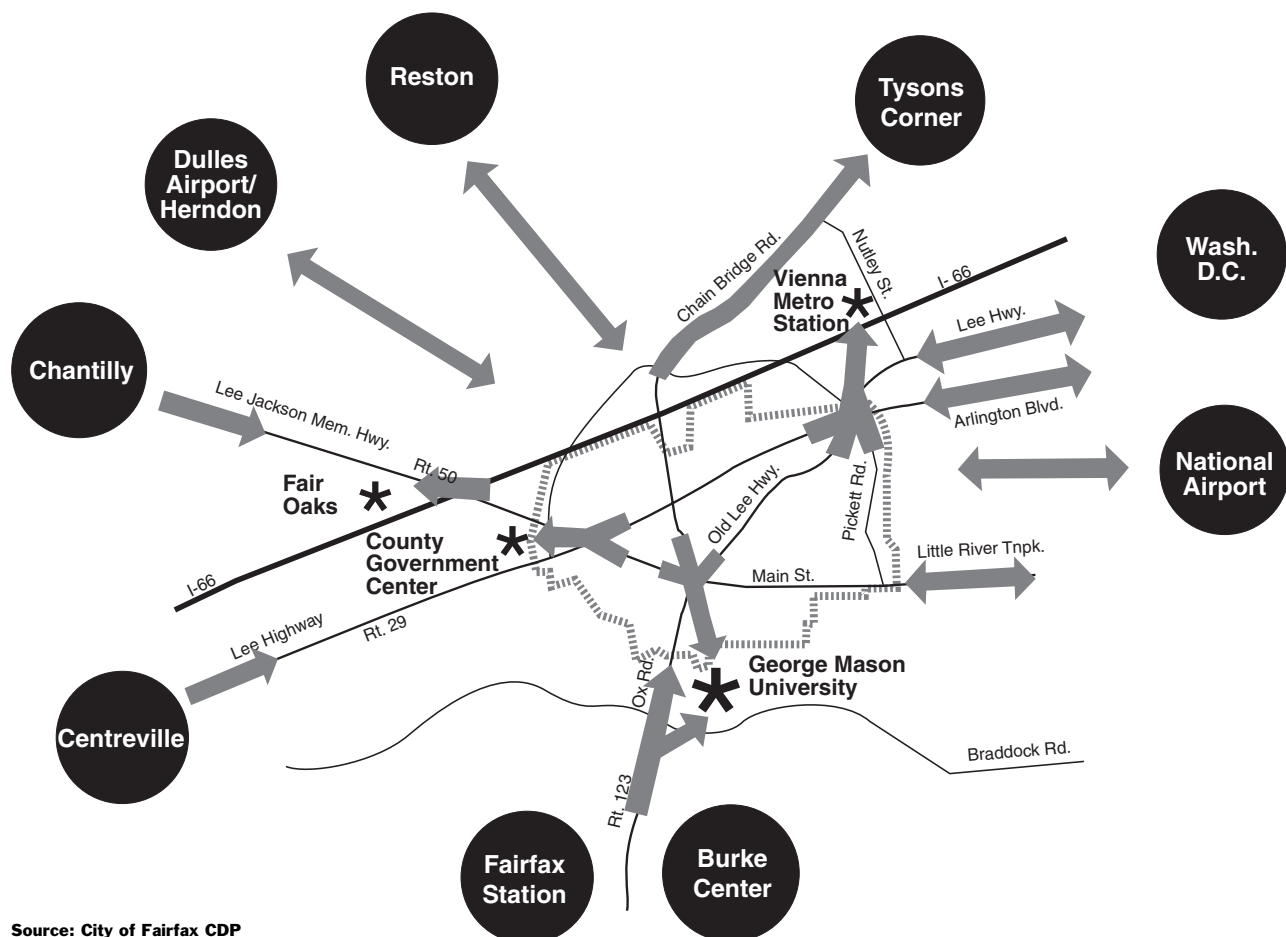 Reston
Tysons
Corner
Dulles
Airport/
Herndon
Wash.
D.C.
Chain Bridge Rd.
Nutley St.
Vienna
Metro
Station
I- 66
Lee Hwy.
Chantilly
Lee Jackson Mem. Hwy.
Arlington Blvd.
Rt. 50
Fair
Oaks
National
Airport
Old Lee Hwy.
Pickett Rd.
County
Government
Center
Little River Tnpk.
Main St.
I-66
Lee Highway
Rt. 29
Ox Rd.
George Mason
University
Centreville
Braddock Rd.
Rt. 123
Fairfax
Station
Burke
Center
Source: City of Fairfax CDP